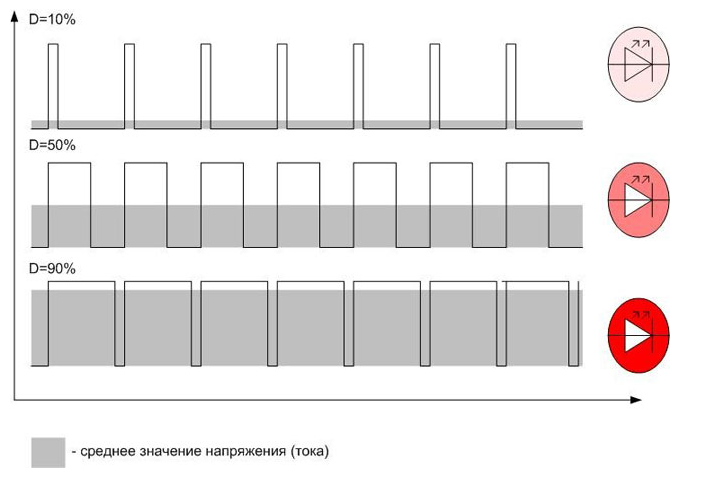 D=10%
D=50%
D=90%
- среднее значение напряжения (тока)